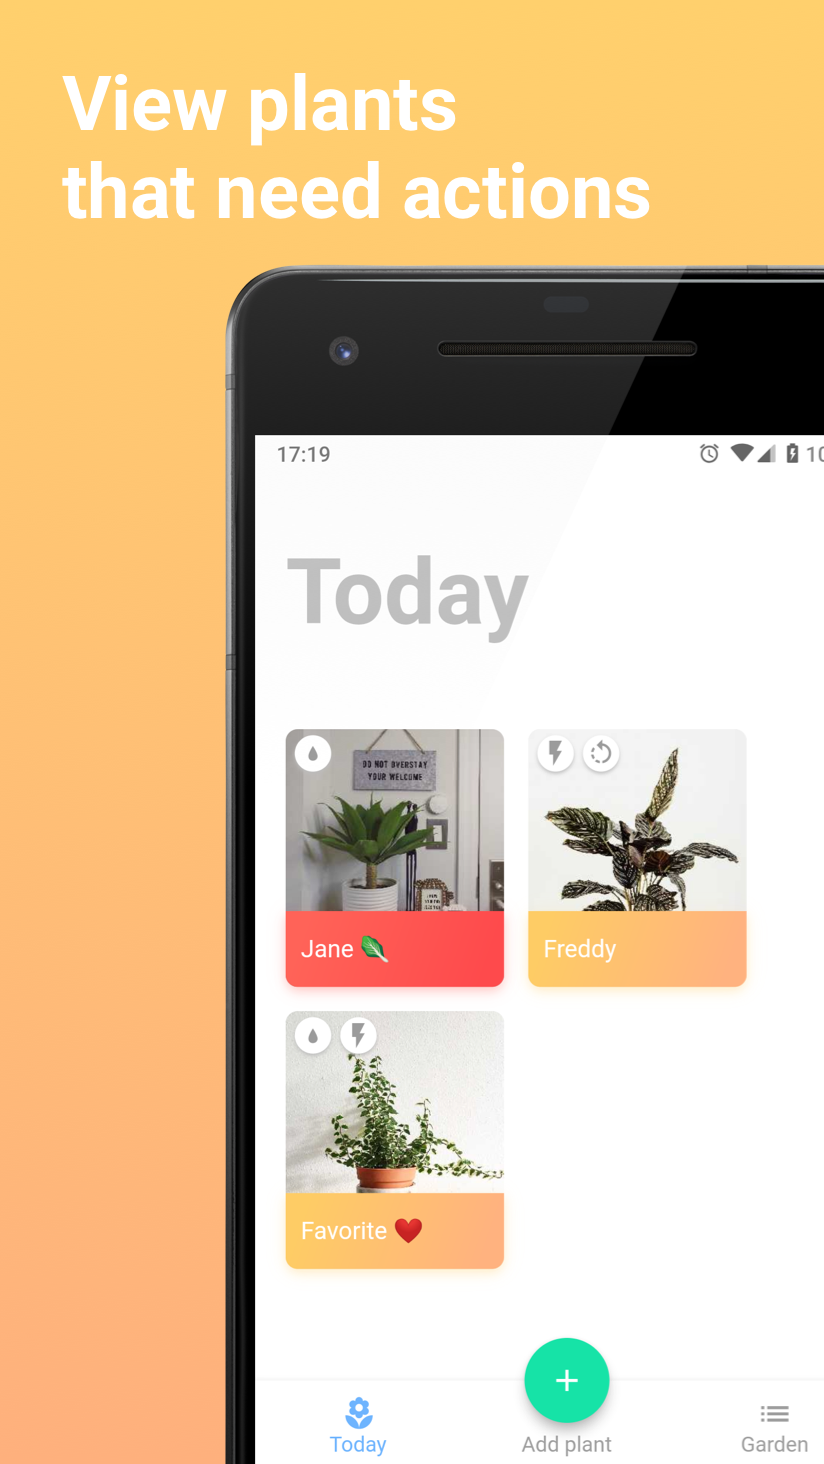 View plants
that need actions
17:19
Today
DO NOT OVERSTAY
YOUR WELCOME
Jane 🍃
Freddy
Favorite ❤️
Today
Add plant
Garden